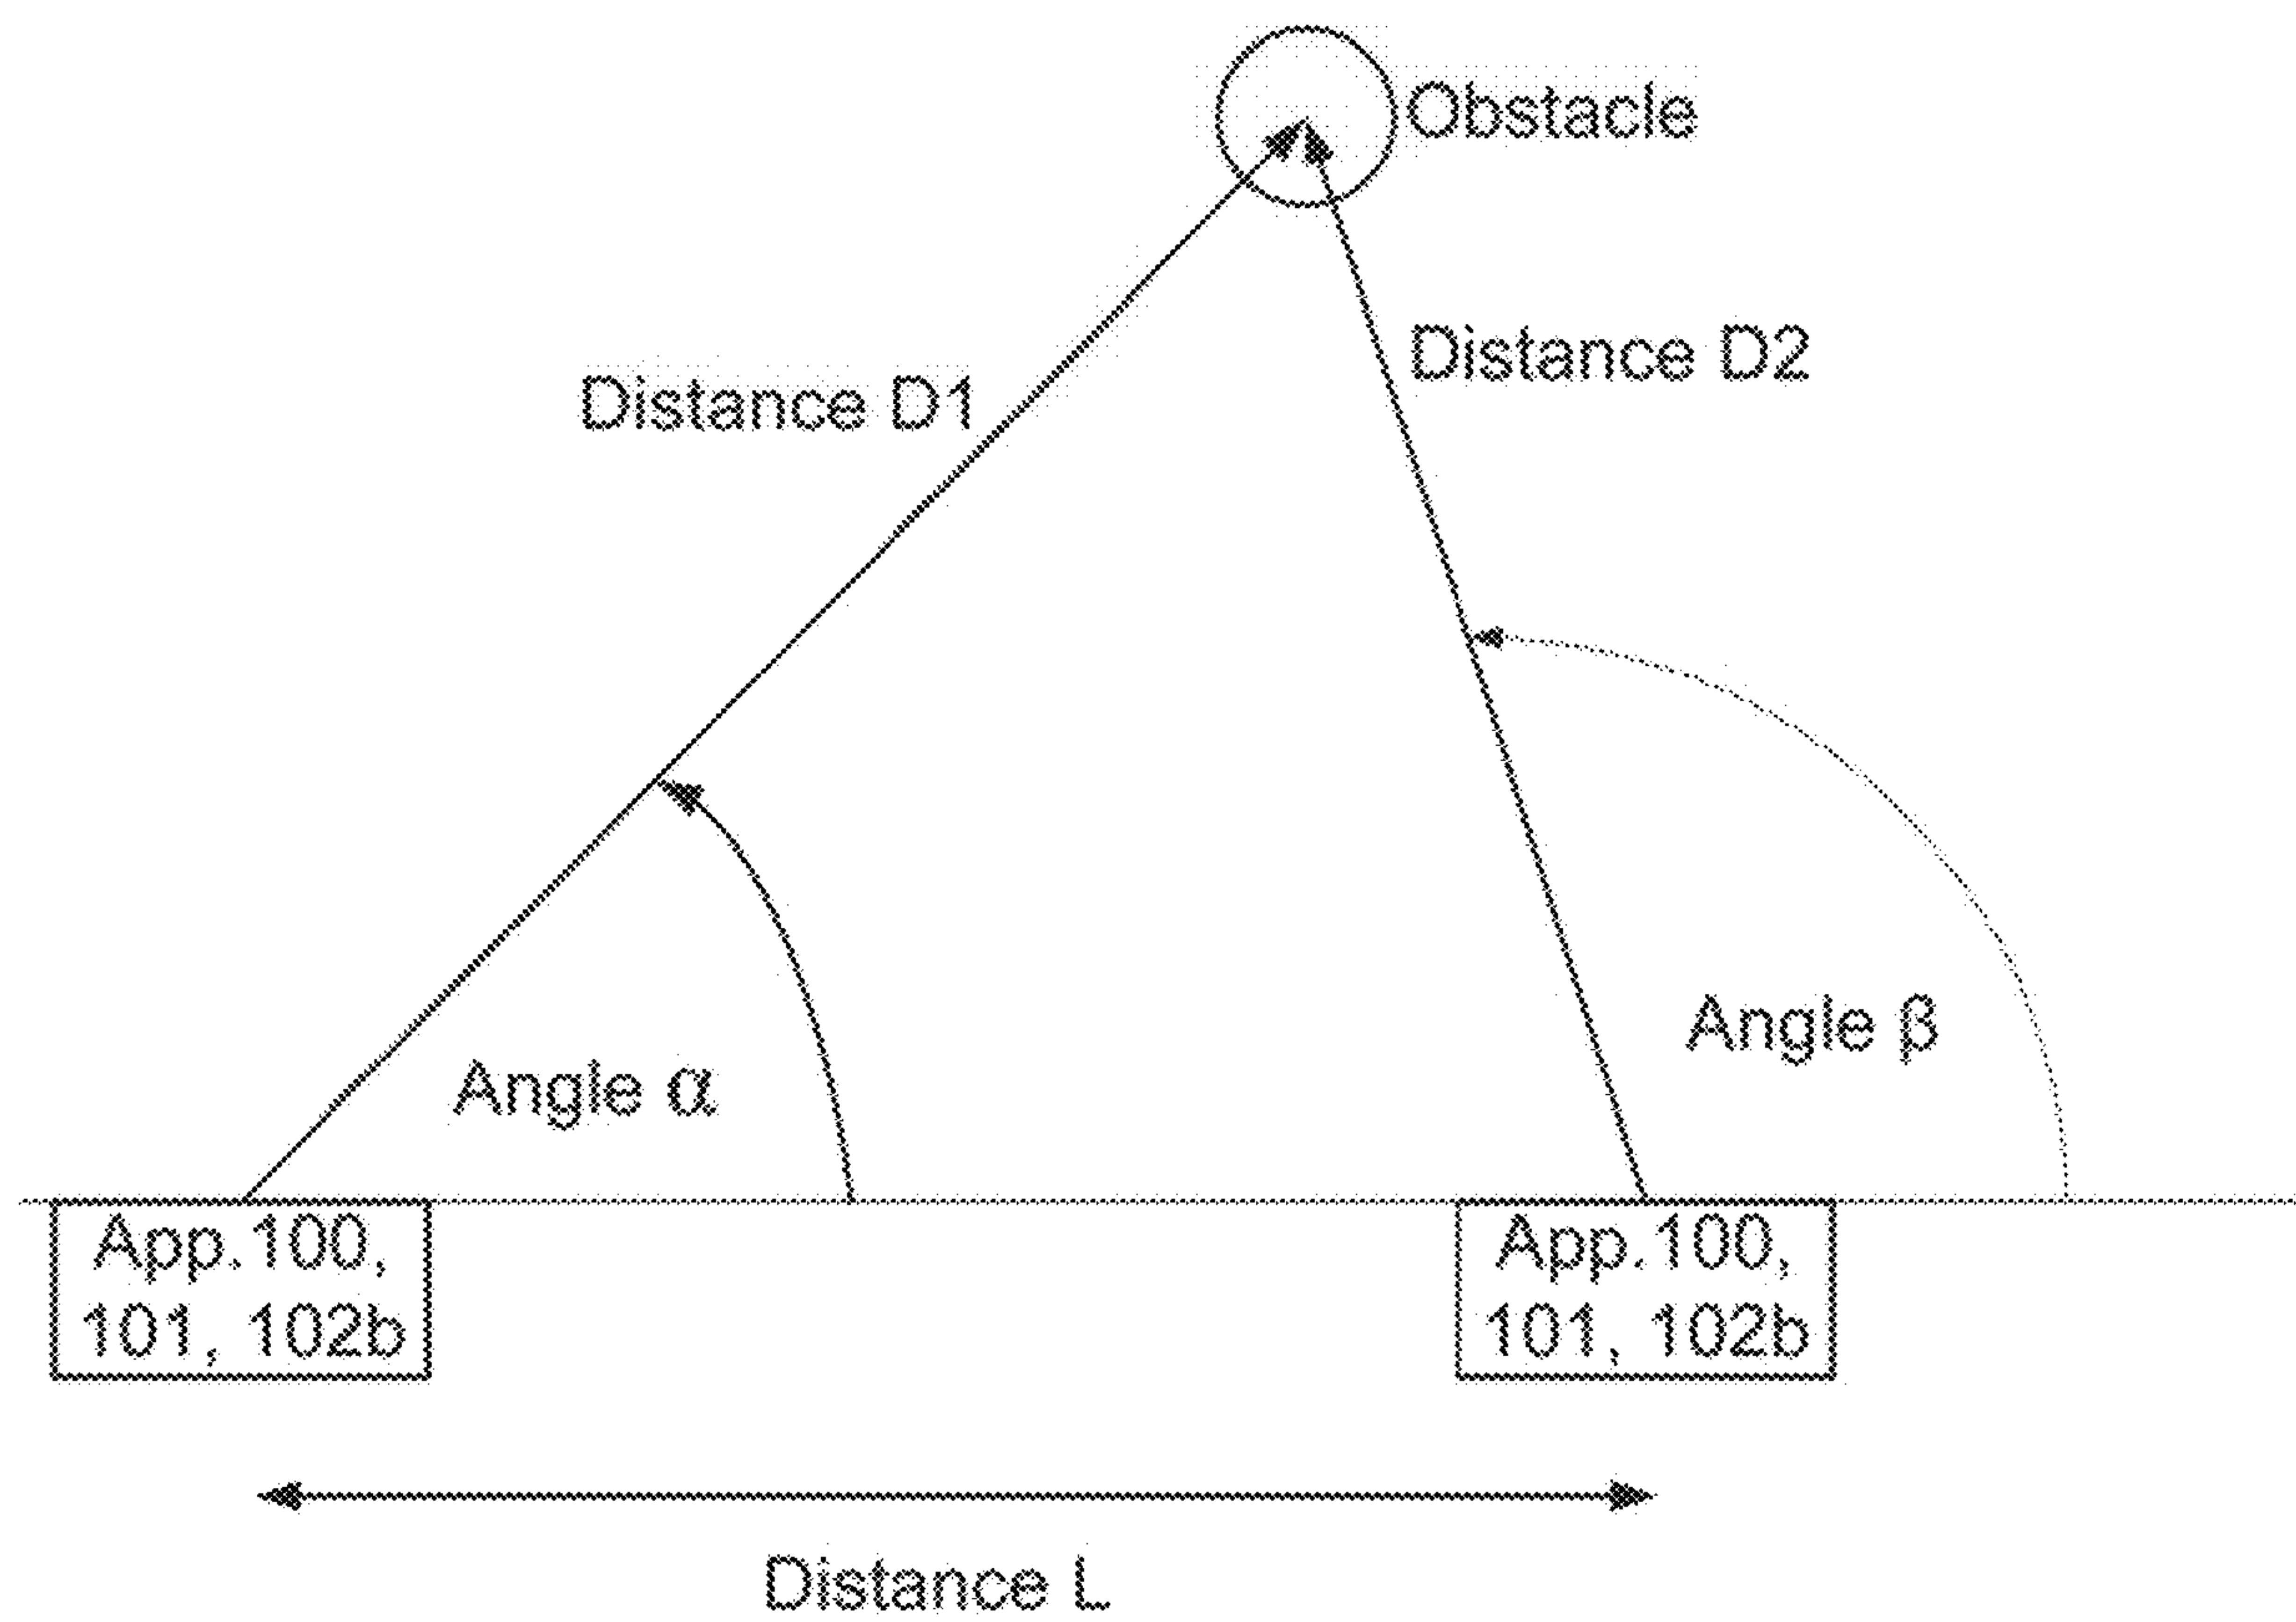 Obstacle
Distance D2
Distance D1
Angle β
Angle α
App.100,
101, 102b
App.100,
101, 102b
Distance L